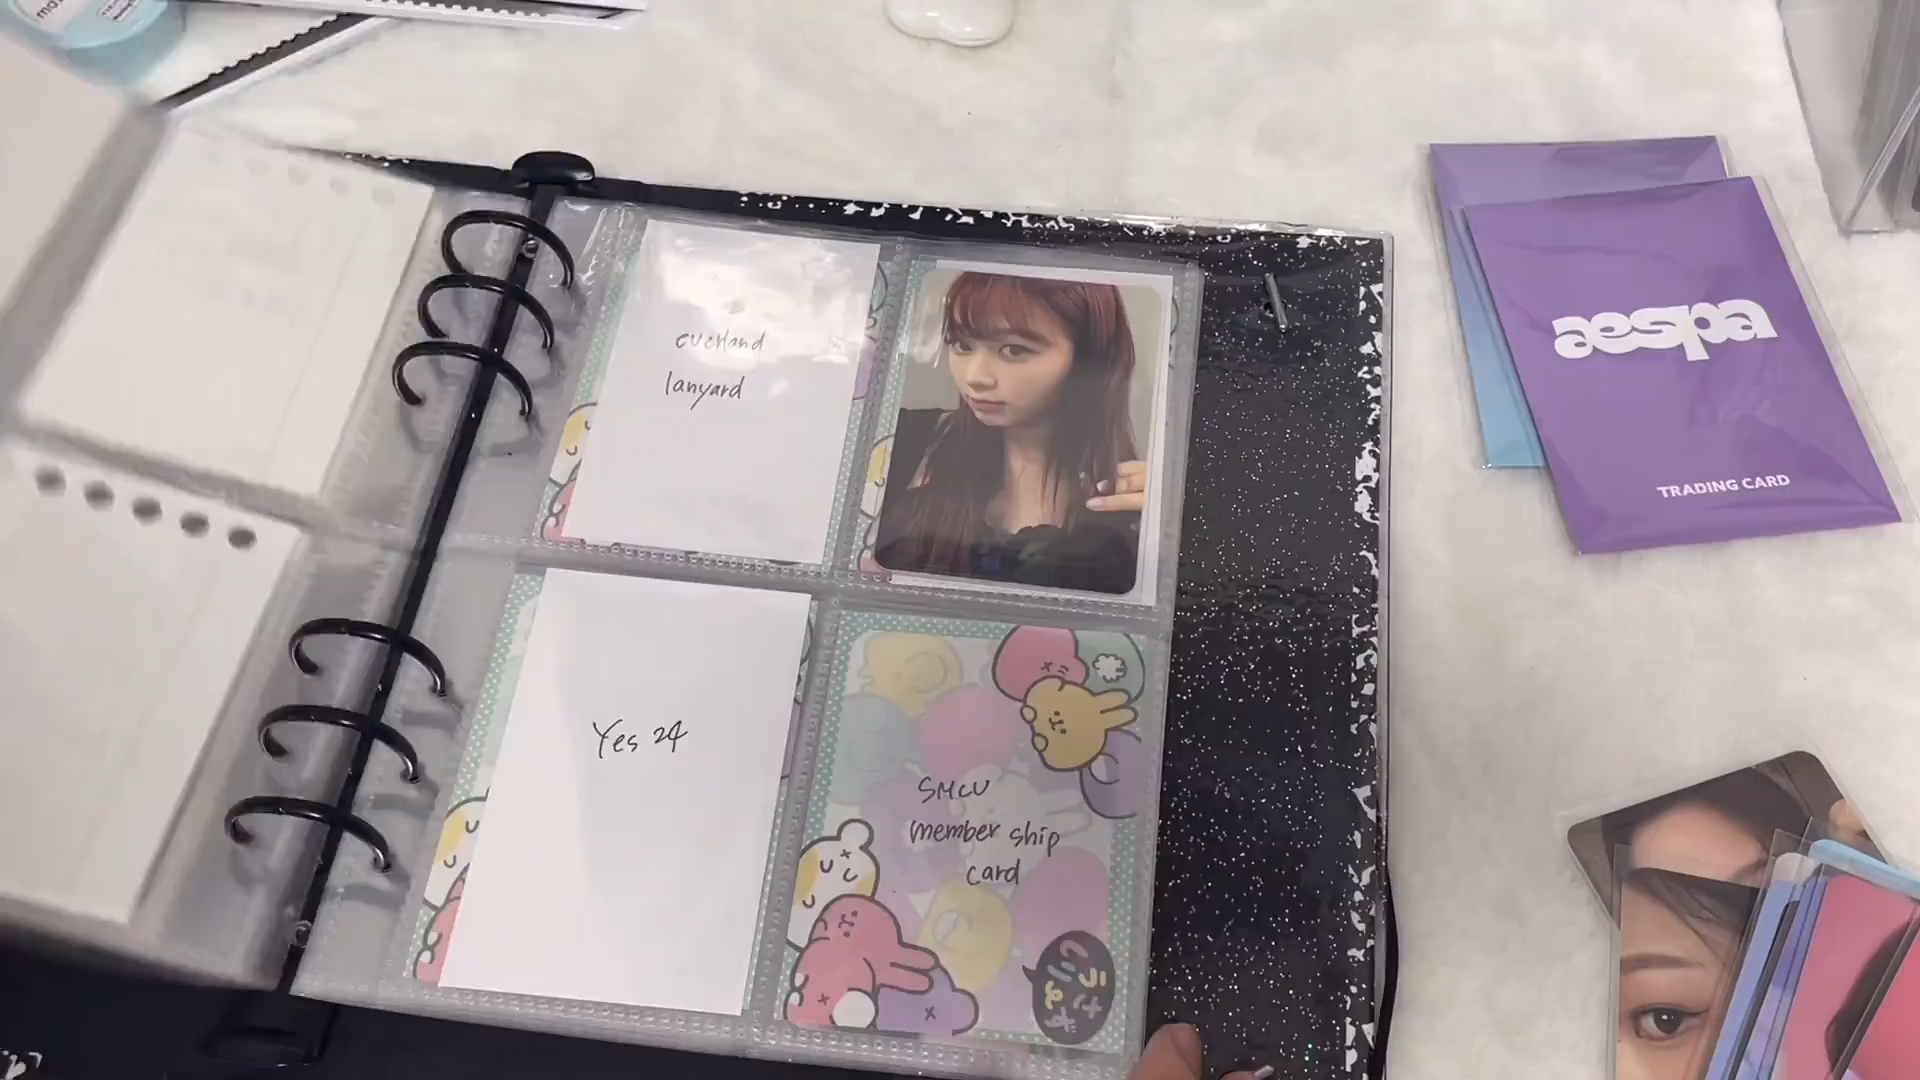 everland
lanyard
Yes 24
SMCU
member ship
card
aespa
TRADING CARD